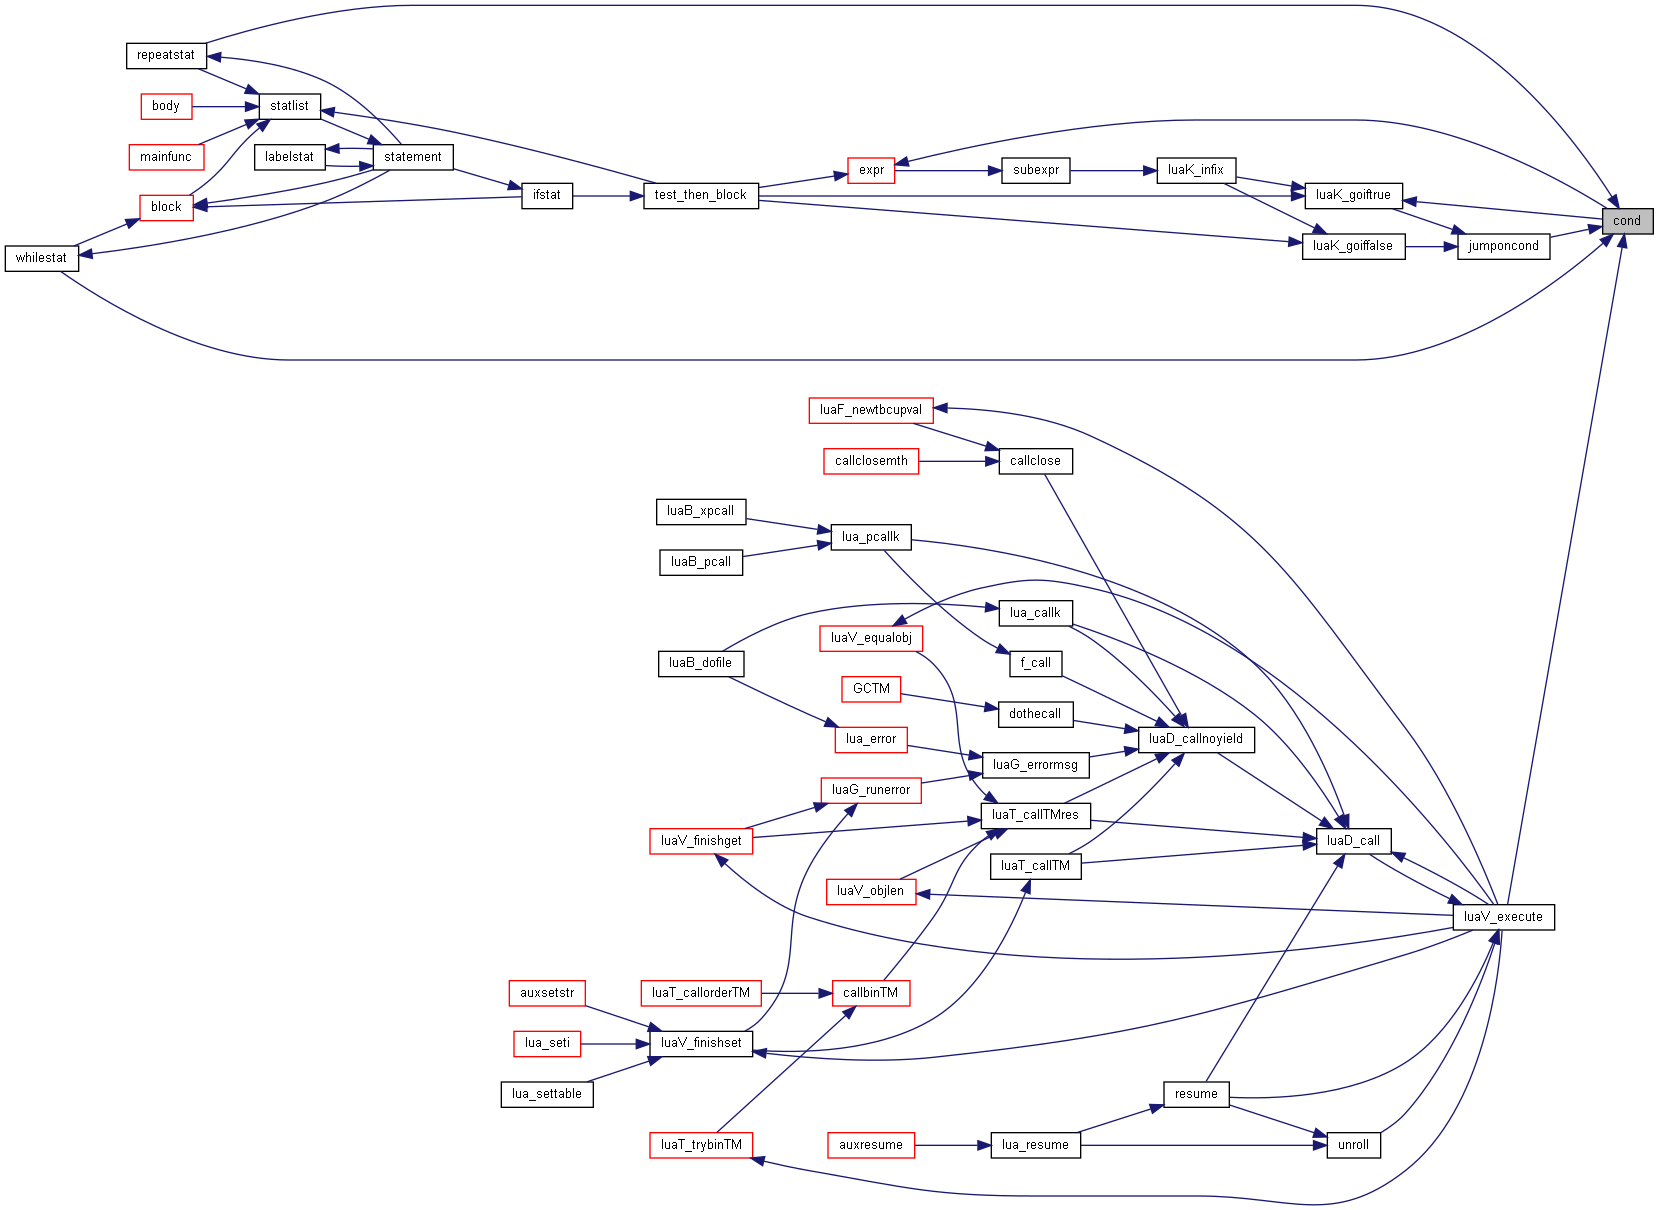 repeatstat
body
statlist
mainfunc
labelstat
statement
block
whilestat
ifstat
test_then_block
expr
subexpr
luaK_infix
luaK_goiftrue
luaK_goiffalse
jumponcond
cond
luaF_newtbcupval
callclosemth
callclose
luaB_xpcall
lua_pcallk
luaB_pcall
lua_callk
luaV_equalobj
luaB_dofile
f_call
GCTM
dothecall
lua_error
luaD_callnoyield
luaG_errormsg
luaG_runerror
luaT_callTMres
luaV_finishget
luaD_call
luaT_callTM
luaV_objlen
luaV_execute
auxsetstr
luaT_callorderTM
callbinTM
lua_seti
luaV_finishset
lua_settable
resume
luaT_trybinTM
auxresume
lua_resume
unroll